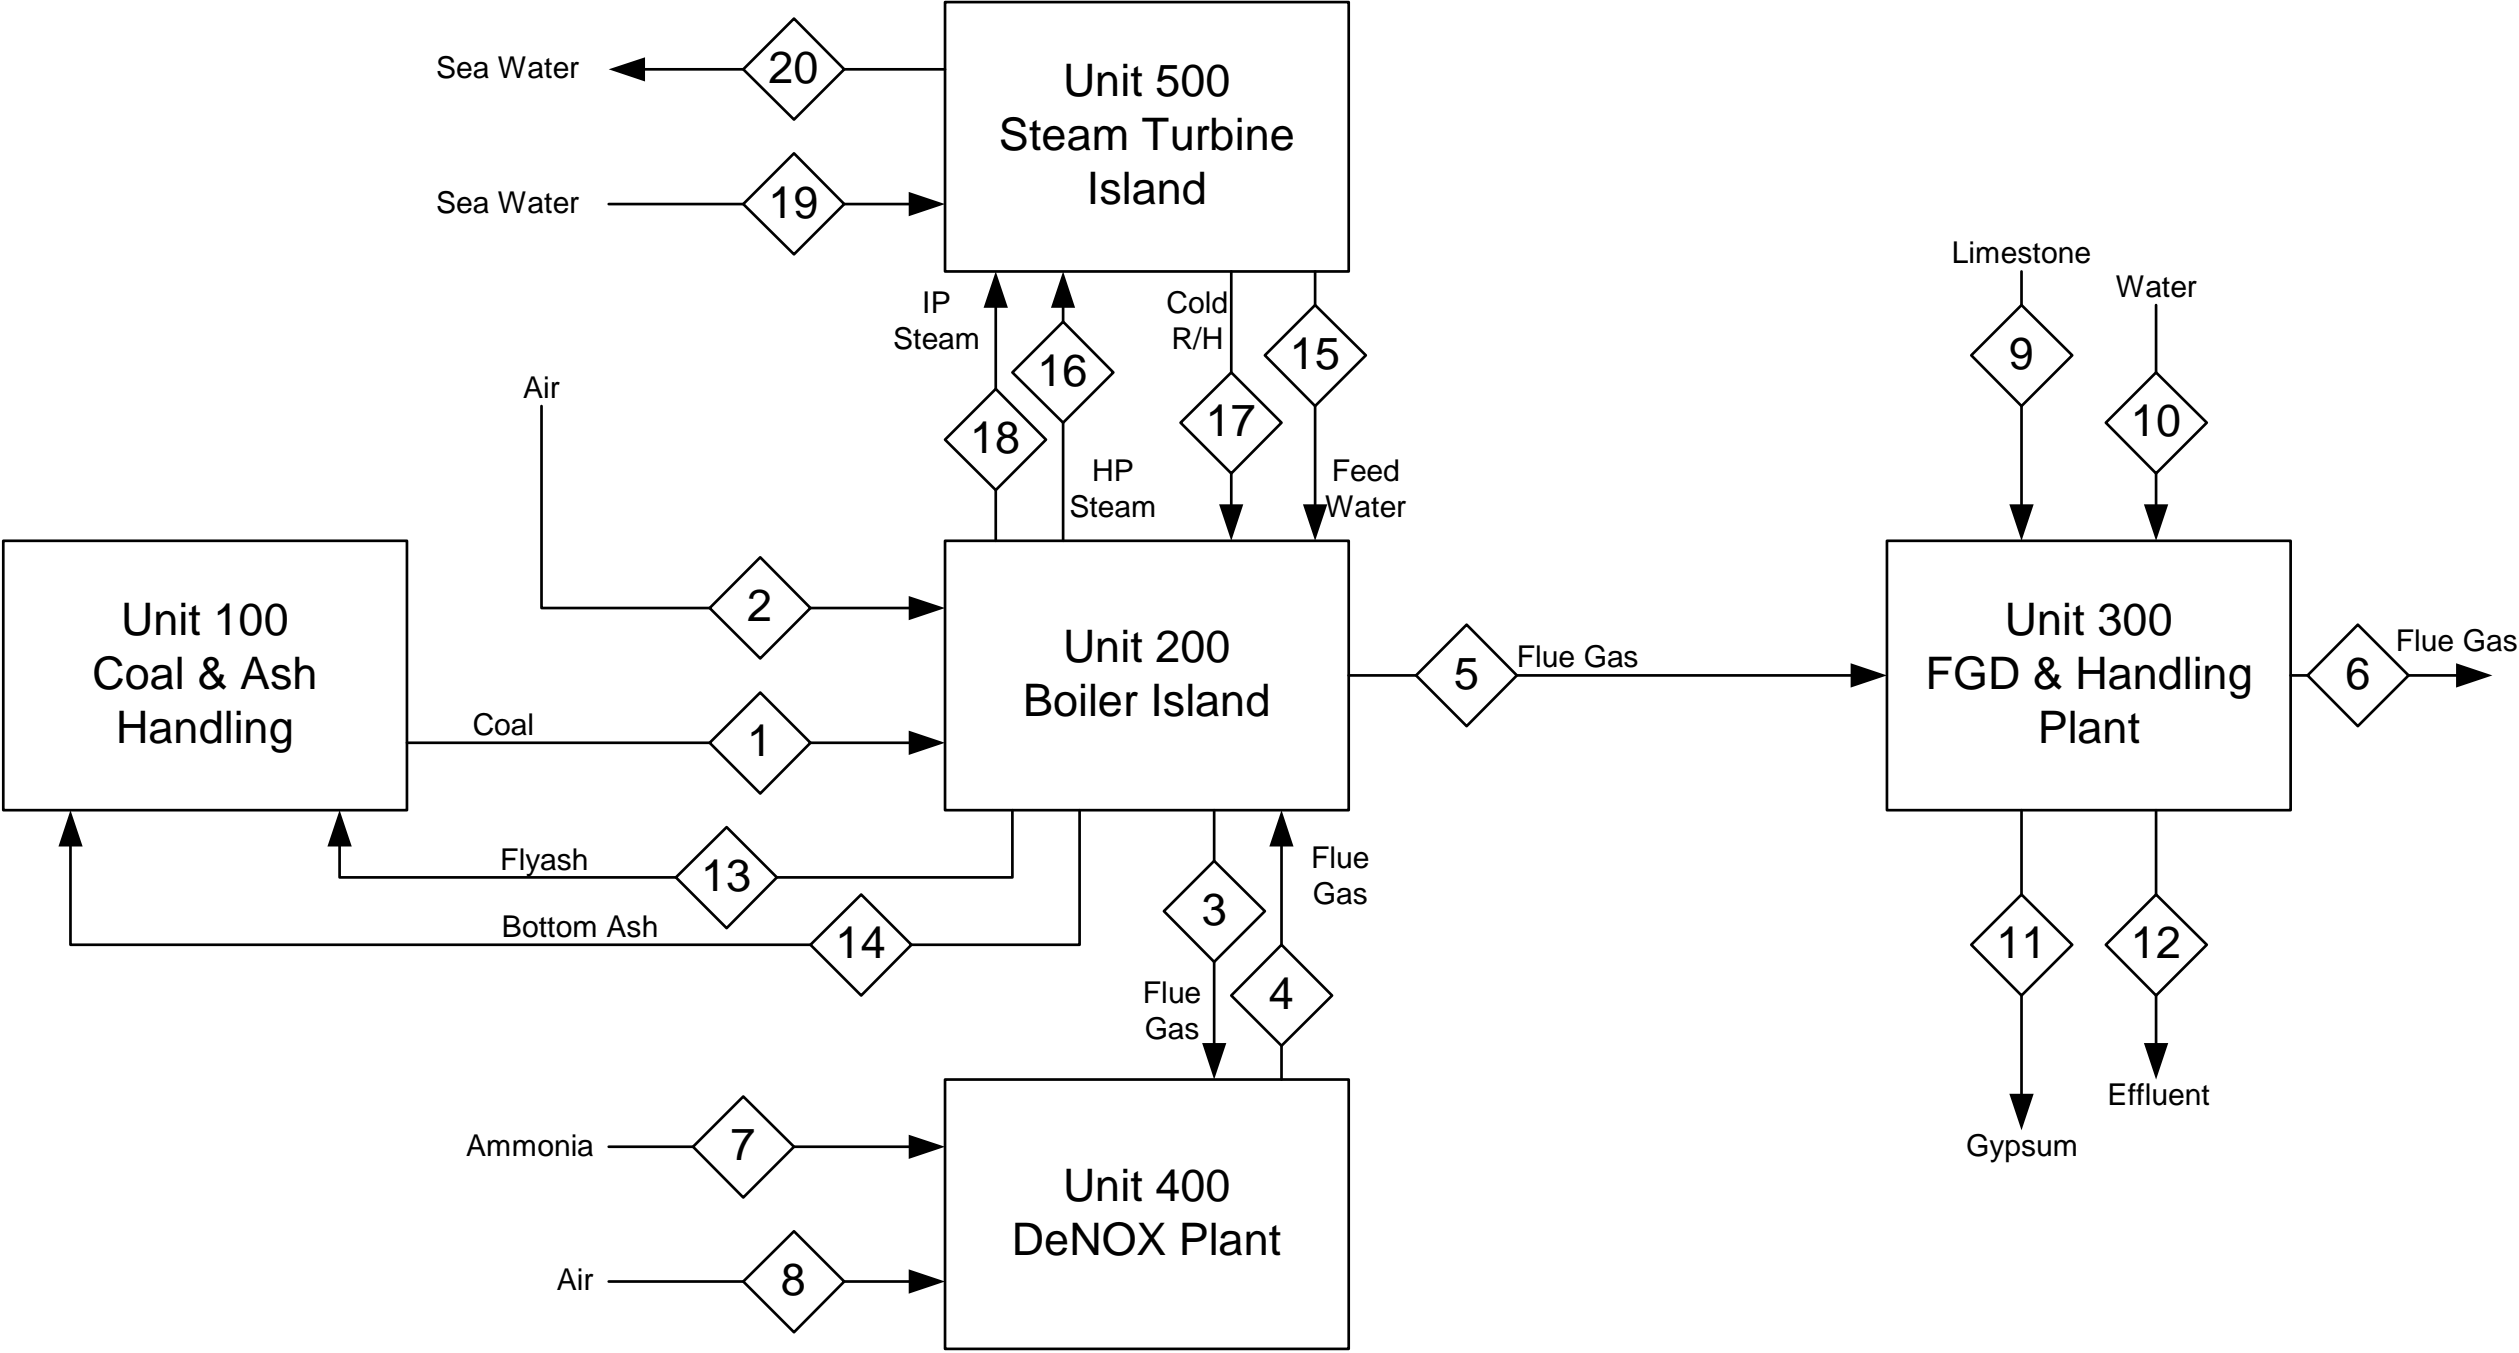 Sea Water
20
Unit 500
Steam Turbine
Island
Sea Water
19
Limestone
Water
IP
Steam
Cold
R/H
15
9
16
Air
17
10
18
HP
Steam
Feed
Water
2
Unit 100
Coal & Ash
Handling
Unit 200
Boiler Island
5
Flue Gas
Unit 300
FGD & Handling
Plant
6
Flue Gas
Coal
1
Flyash
13
Bottom Ash
14
3
Flue
Gas
Flue
Gas
4
11
12
Effluent
Gypsum
Ammonia
7
Unit 400
DeNOX Plant
Air
8